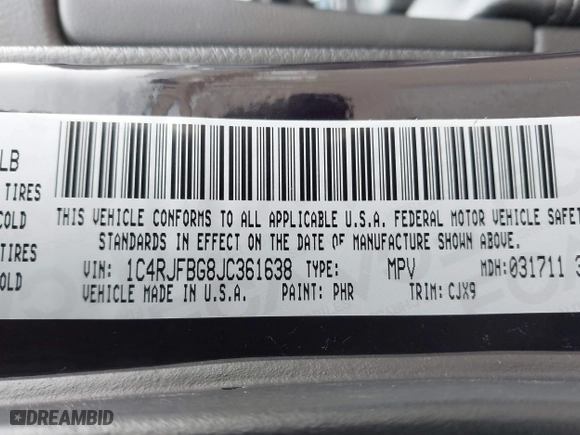 LB
TIRES
COLD
TIRES
COLD
THIS VEHICLE CONFORMS TO ALL APPLICABLE U.S.A. FEDERAL MOTOR VEHICLE SAFET
STANDARDS IN EFFECT ON THE DATE OF MANUFACTURE SHOWN ABOVE.
VIN: 1C4RJFBG8JC361638 TYPE: MPV MDH:031711 3
VEHICLE MADE IN U.S.A. PAINT: PHR TRIM: CJX9
DREAMBID